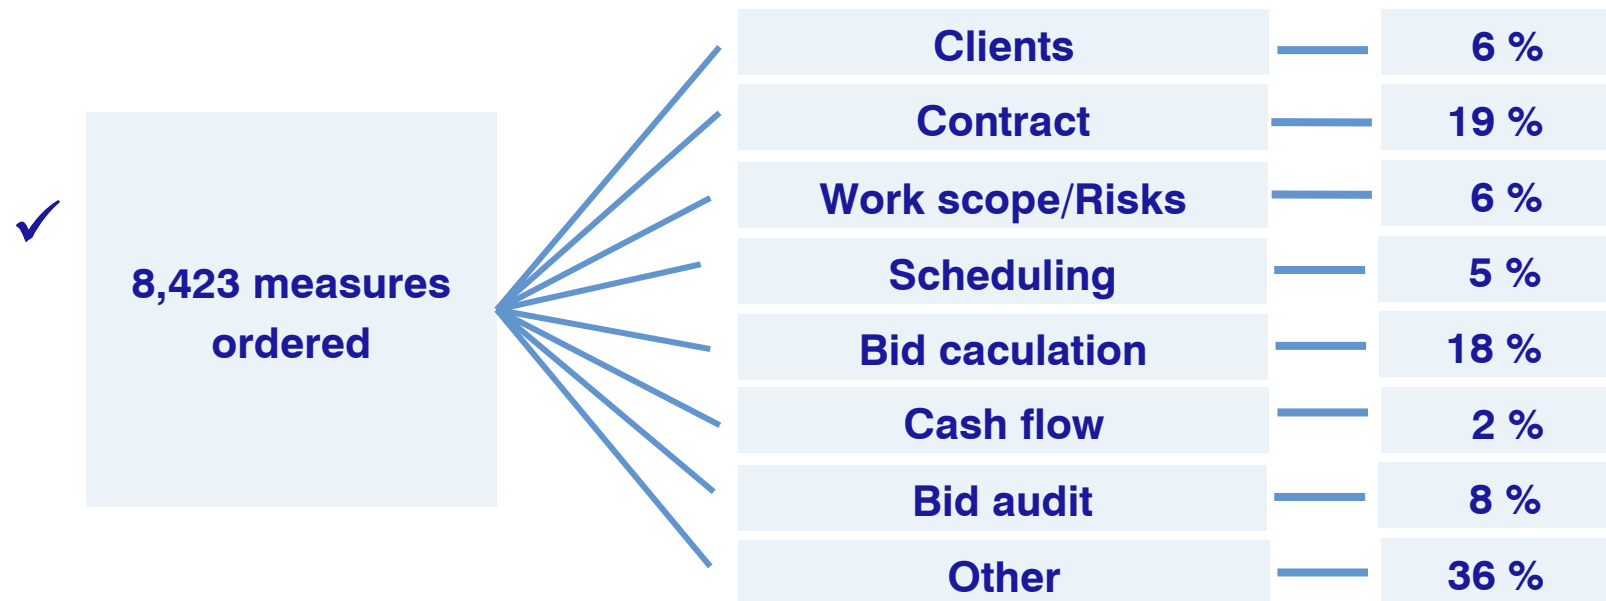 8,423 measures
ordered
Clients 6 %
Contract 19 %
Work scope/Risks 6 %
Scheduling 5 %
Bid caculation 18 %
Cash flow 2 %
Bid audit 8 %
Other 36 %